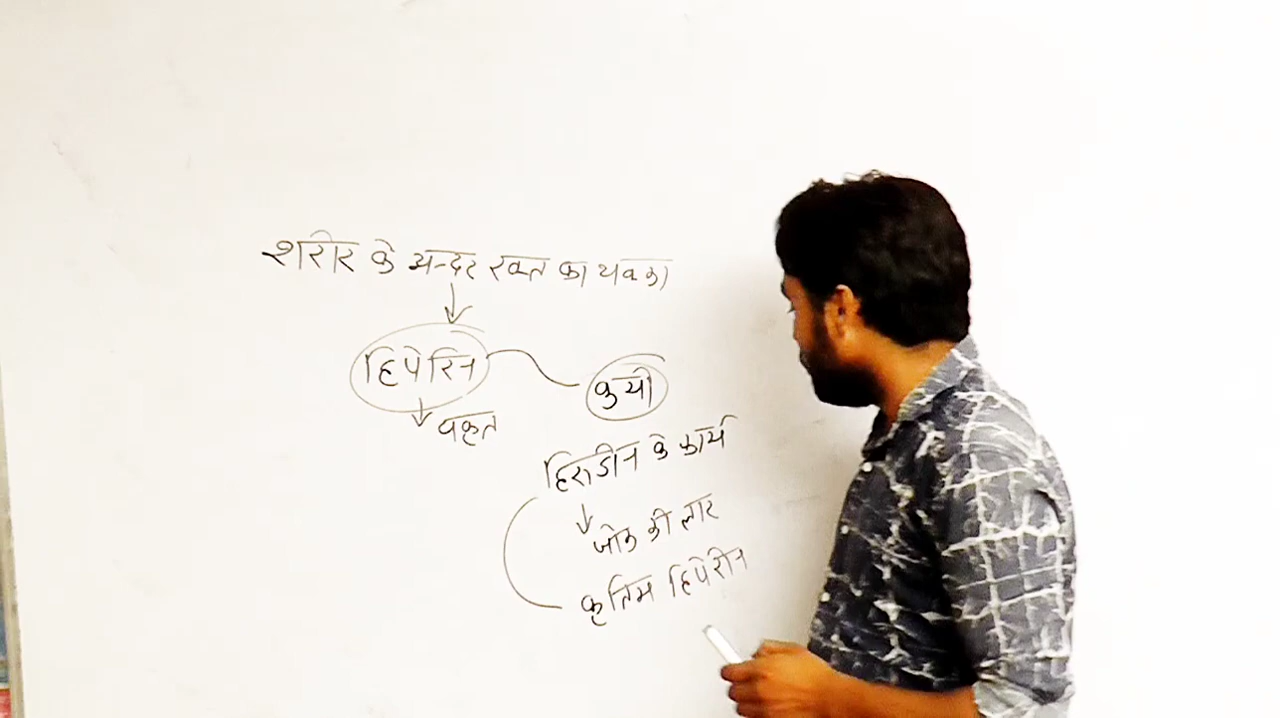 शरीर के अन्दर रक्त का थक्का
हिपेरिन
क्यों
यकृत
हिरुडीन के कार्य
जोंक की लार
कृत्रिम हिपेरीन